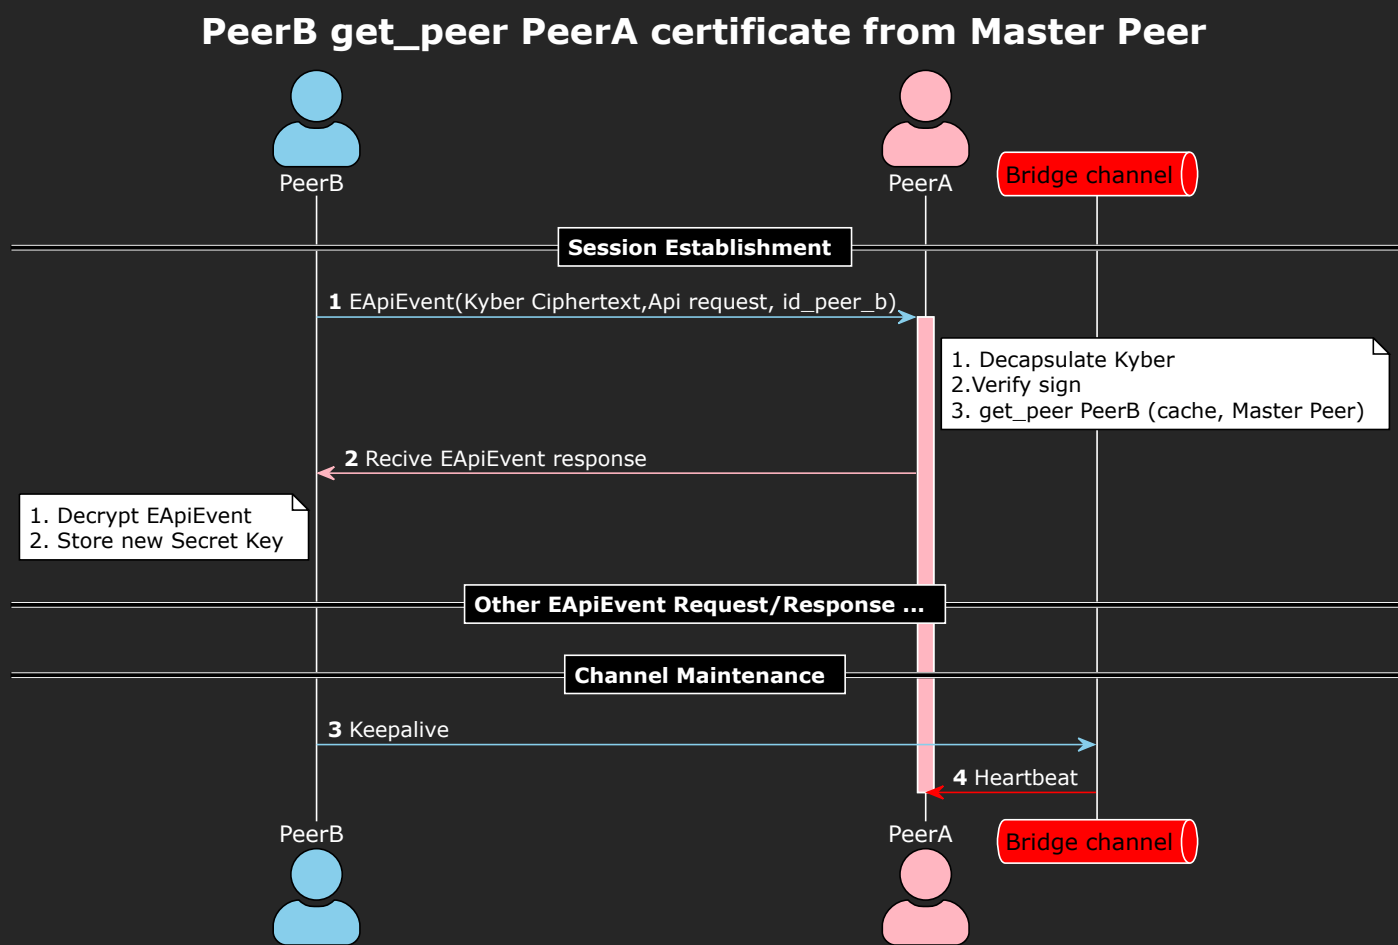 PeerB get_peer PeerA certificate from Master Peer
PeerB
PeerA
Bridge channel
Session Establishment
1 EApiEvent(Kyber Ciphertext,Api request, id_peer_b)
1. Decapsulate Kyber
2.Verify sign
3. get_peer PeerB (cache, Master Peer)
2 Recive EApiEvent response
1. Decrypt EApiEvent
2. Store new Secret Key
Other EApiEvent Request/Response ...
Channel Maintenance
3 Keepalive
4 Heartbeat
PeerB
PeerA
Bridge channel